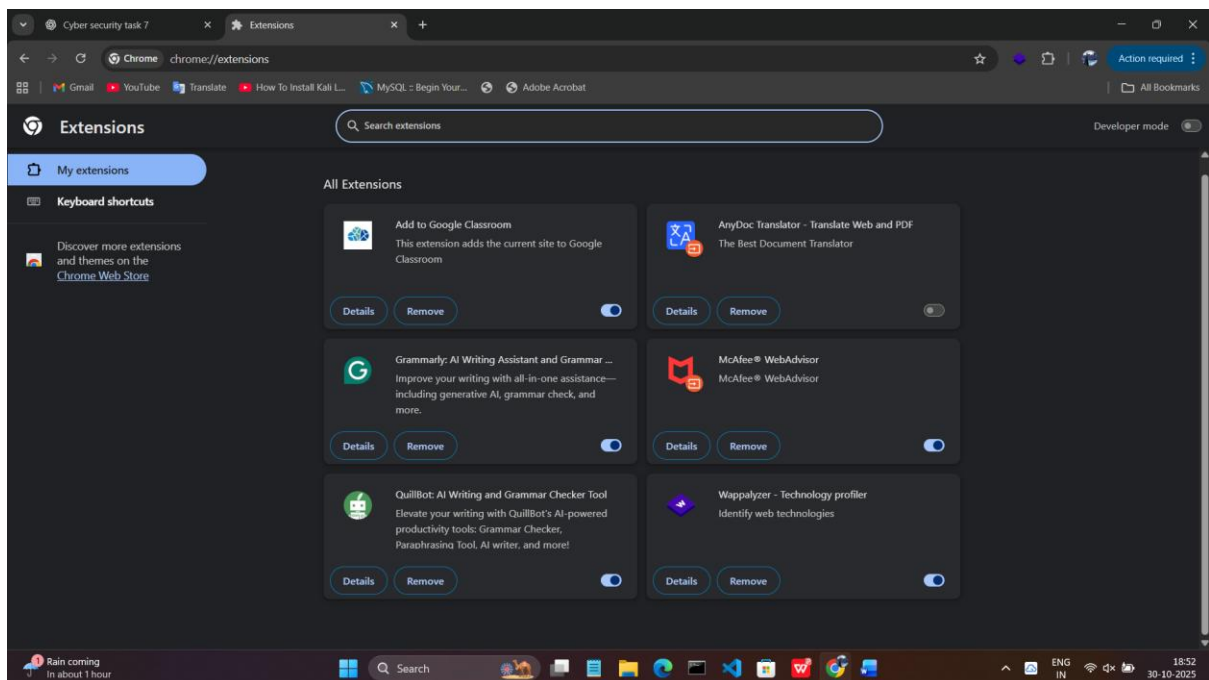 Cyber security task 7
Extensions
Chrome
chrome://extensions
Action required
Gmail
YouTube
Translate
How To Install Kali L...
MySQL :: Begin Your...
Adobe Acrobat
All Bookmarks
Extensions
Search extensions
Developer mode
My extensions
Keyboard shortcuts
Discover more extensions
and themes on the
Chrome Web Store
All Extensions
Add to Google Classroom
This extension adds the current site to Google
Classroom
Details
Remove
AnyDoc Translator - Translate Web and PDF
The Best Document Translator
Details
Remove
Grammarly: AI Writing Assistant and Grammar ...
Improve your writing with all-in-one assistance—
including generative AI, grammar check, and
more.
Details
Remove
McAfee® WebAdvisor
McAfee® WebAdvisor
Details
Remove
QuillBot: AI Writing and Grammar Checker Tool
Elevate your writing with QuillBot's AI-powered
productivity tools: Grammar Checker,
Paraphrasing Tool, AI writer, and more!
Details
Remove
Wappalyzer - Technology profiler
Identify web technologies
Details
Remove
1
Rain coming
In about 1 hour
Search
ENG
IN
18:52
30-10-2025